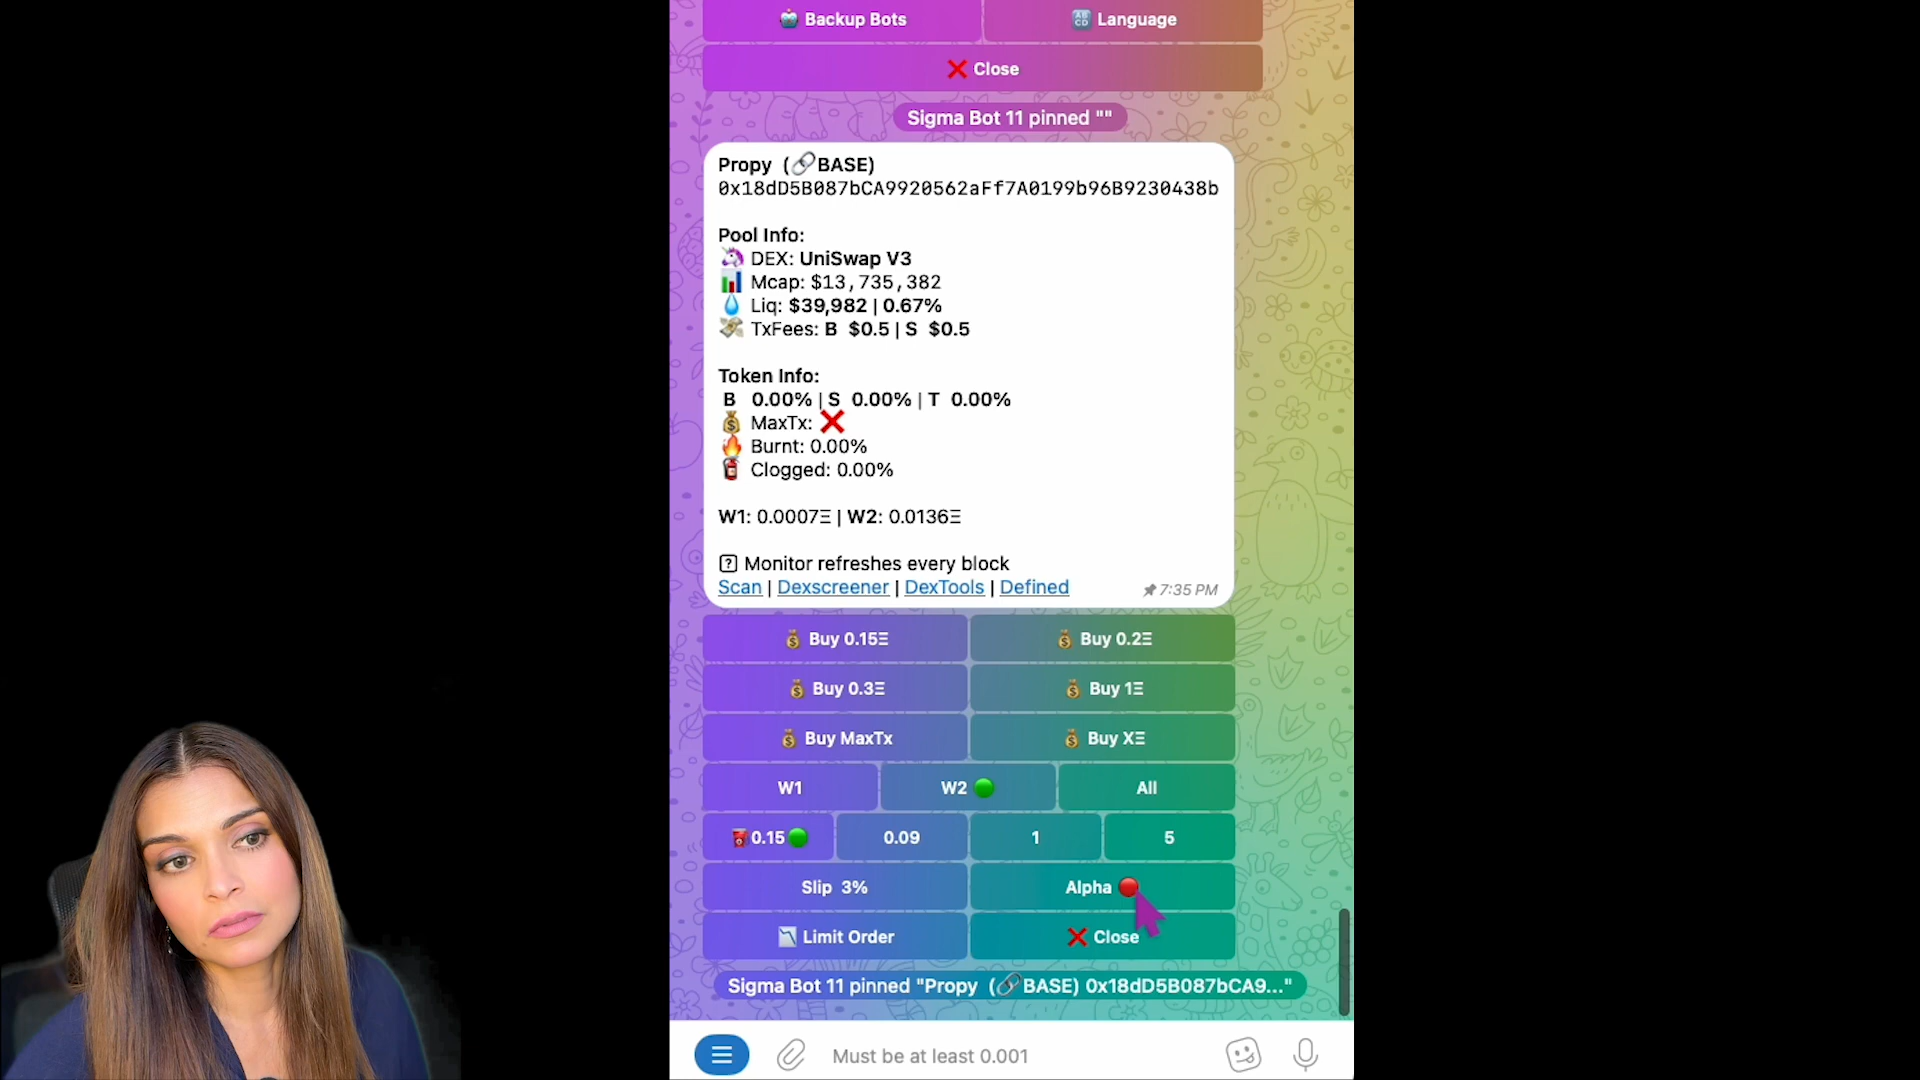 Backup Bots
Language
Close
Sigma Bot 11 pinned ""
Propy (🔗BASE)
0x18dD5B087bCA9920562aFf7A0199b96B9230438b
Pool Info:
DEX: UniSwap V3
Mcap: $13,735,382
Liq: $39,982 | 0.67%
TxFees: B $0.5 | S $0.5
Token Info:
B 0.00% | S 0.00% | T 0.00%
MaxTx: ❌
Burnt: 0.00%
Clogged: 0.00%
W1: 0.0007Ξ | W2: 0.0136Ξ
Monitor refreshes every block
Scan | Dexscreener | DexTools | Defined
7:35 PM
Buy 0.15Ξ
Buy 0.2Ξ
Buy 0.3Ξ
Buy 1Ξ
Buy MaxTx
Buy XΞ
W1
W2
All
0.15
0.09
1
5
Slip 3%
Alpha
Limit Order
Close
Sigma Bot 11 pinned "Propy (🔗BASE) 0x18dD5B087bCA9..."
Must be at least 0.001